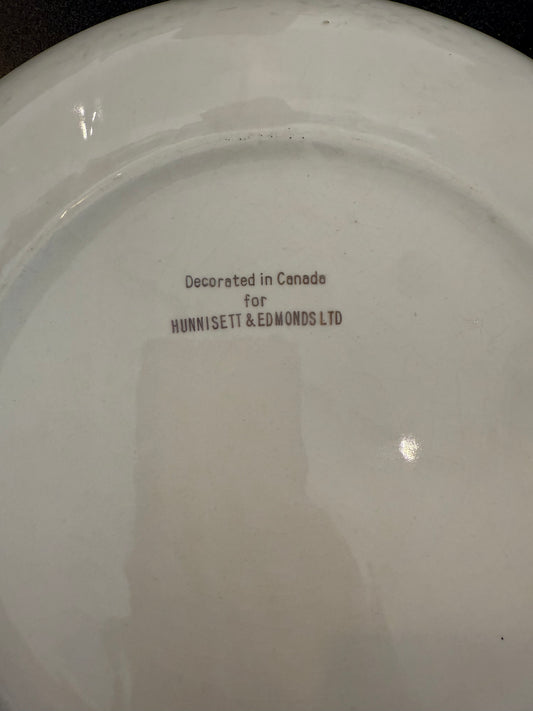 Decorated in Canada
for
HUNNISETT & EDMONDS LTD